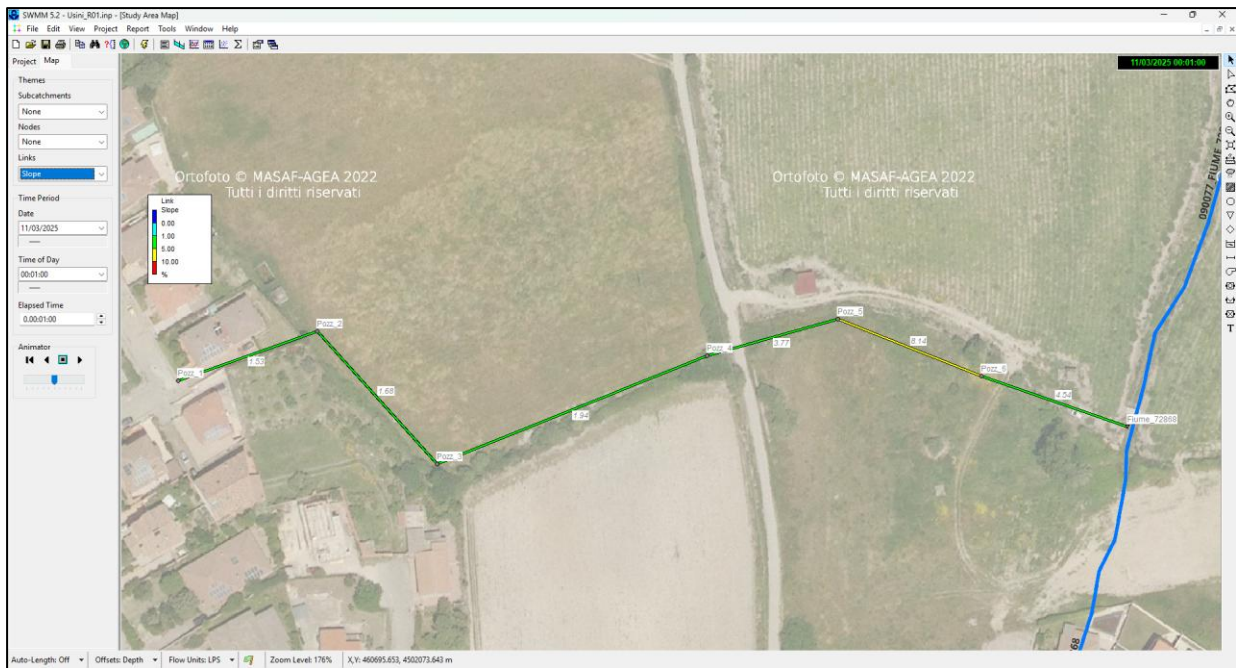 SWMM 5.2 - Usini_R01.inp - [Study Area Map]
File Edit View Project Report Tools Window Help
Project Map
11/03/2025 00:01:00
Themes
Subcatchments
None
Nodes
None
Links
Slope
Time Period
Date
11/03/2025
Time of Day
00:01:00
Elapsed Time
0.00:01:00
Animator
Ortofoto © MASAF-AGEA 2022
Tutti i diritti riservati
Ortofoto © MASAF-AGEA 2022
Tutti i diritti riservati
Link
Slope
0.00
1.00
5.00
10.00
%
Pozz_1
1.53
Pozz_2
1.68
Pozz_3
1.94
Pozz_4
3.77
Pozz_5
8.14
Pozz_6
4.54
Fiume_72868
T
Auto-Length: Off Offsets: Depth Flow Units: LPS Zoom Level: 176% X,Y: 460695.653, 4502073.643 m